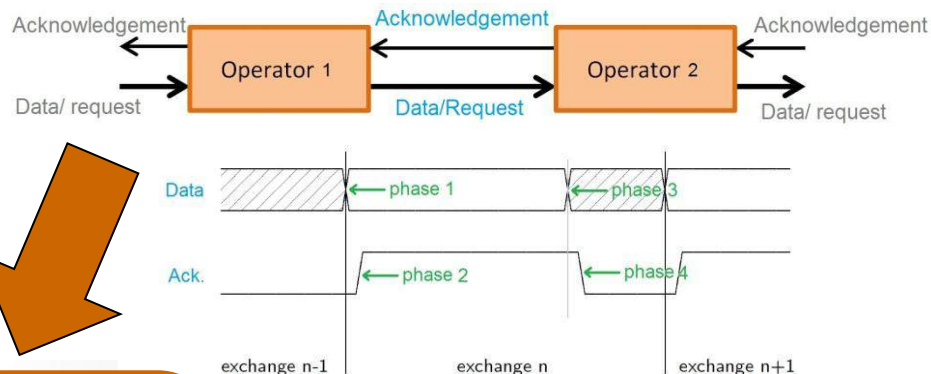 Acknowledgement
Acknowledgement
Acknowledgement
Operator 1
Operator 2
Data/ request
Data/Request
Data/ request
Data
phase 1
phase 3
Ack.
phase 2
phase 4
exchange n-1
exchange n
exchange n+1